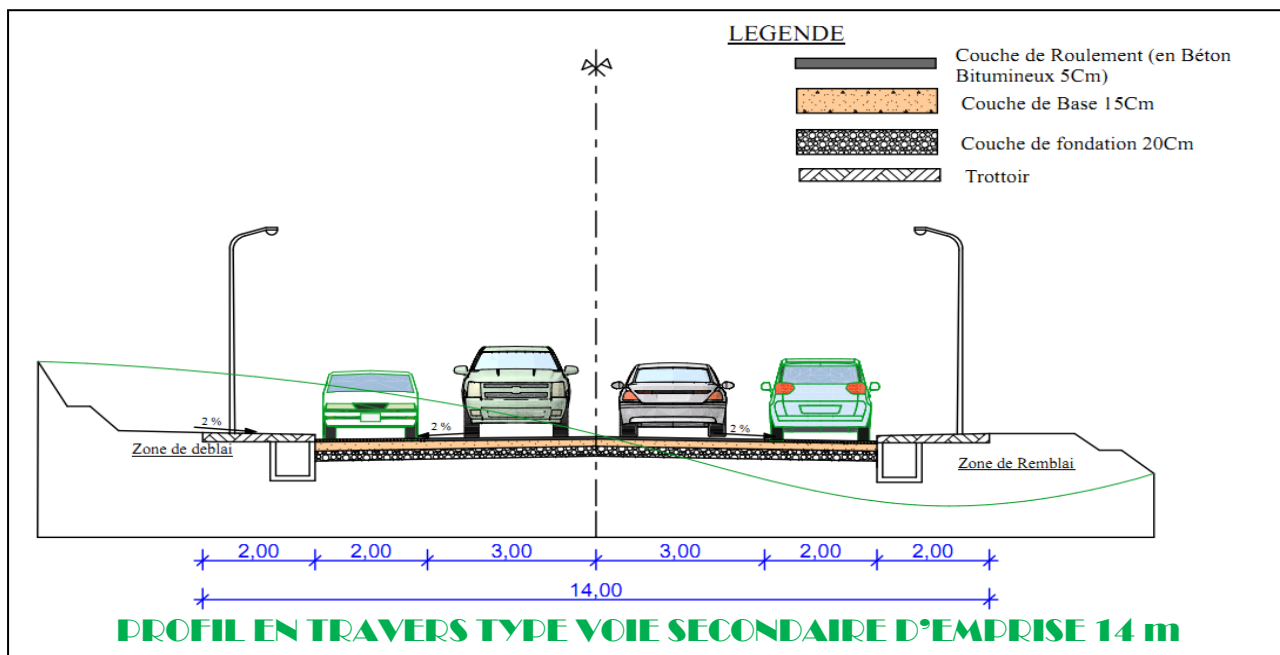 LEGENDE
Couche de Roulement (en Béton
Bitumineux 5Cm)
Couche de Base 15Cm
Couche de fondation 20Cm
Trottoir
2 %
2 %
2 %
Zone de deblai
Zone de Remblai
2,00
2,00
3,00
3,00
2,00
2,00
14,00
PROFIL EN TRAVERS TYPE VOIE SECONDAIRE D'EMPRISE 14 m